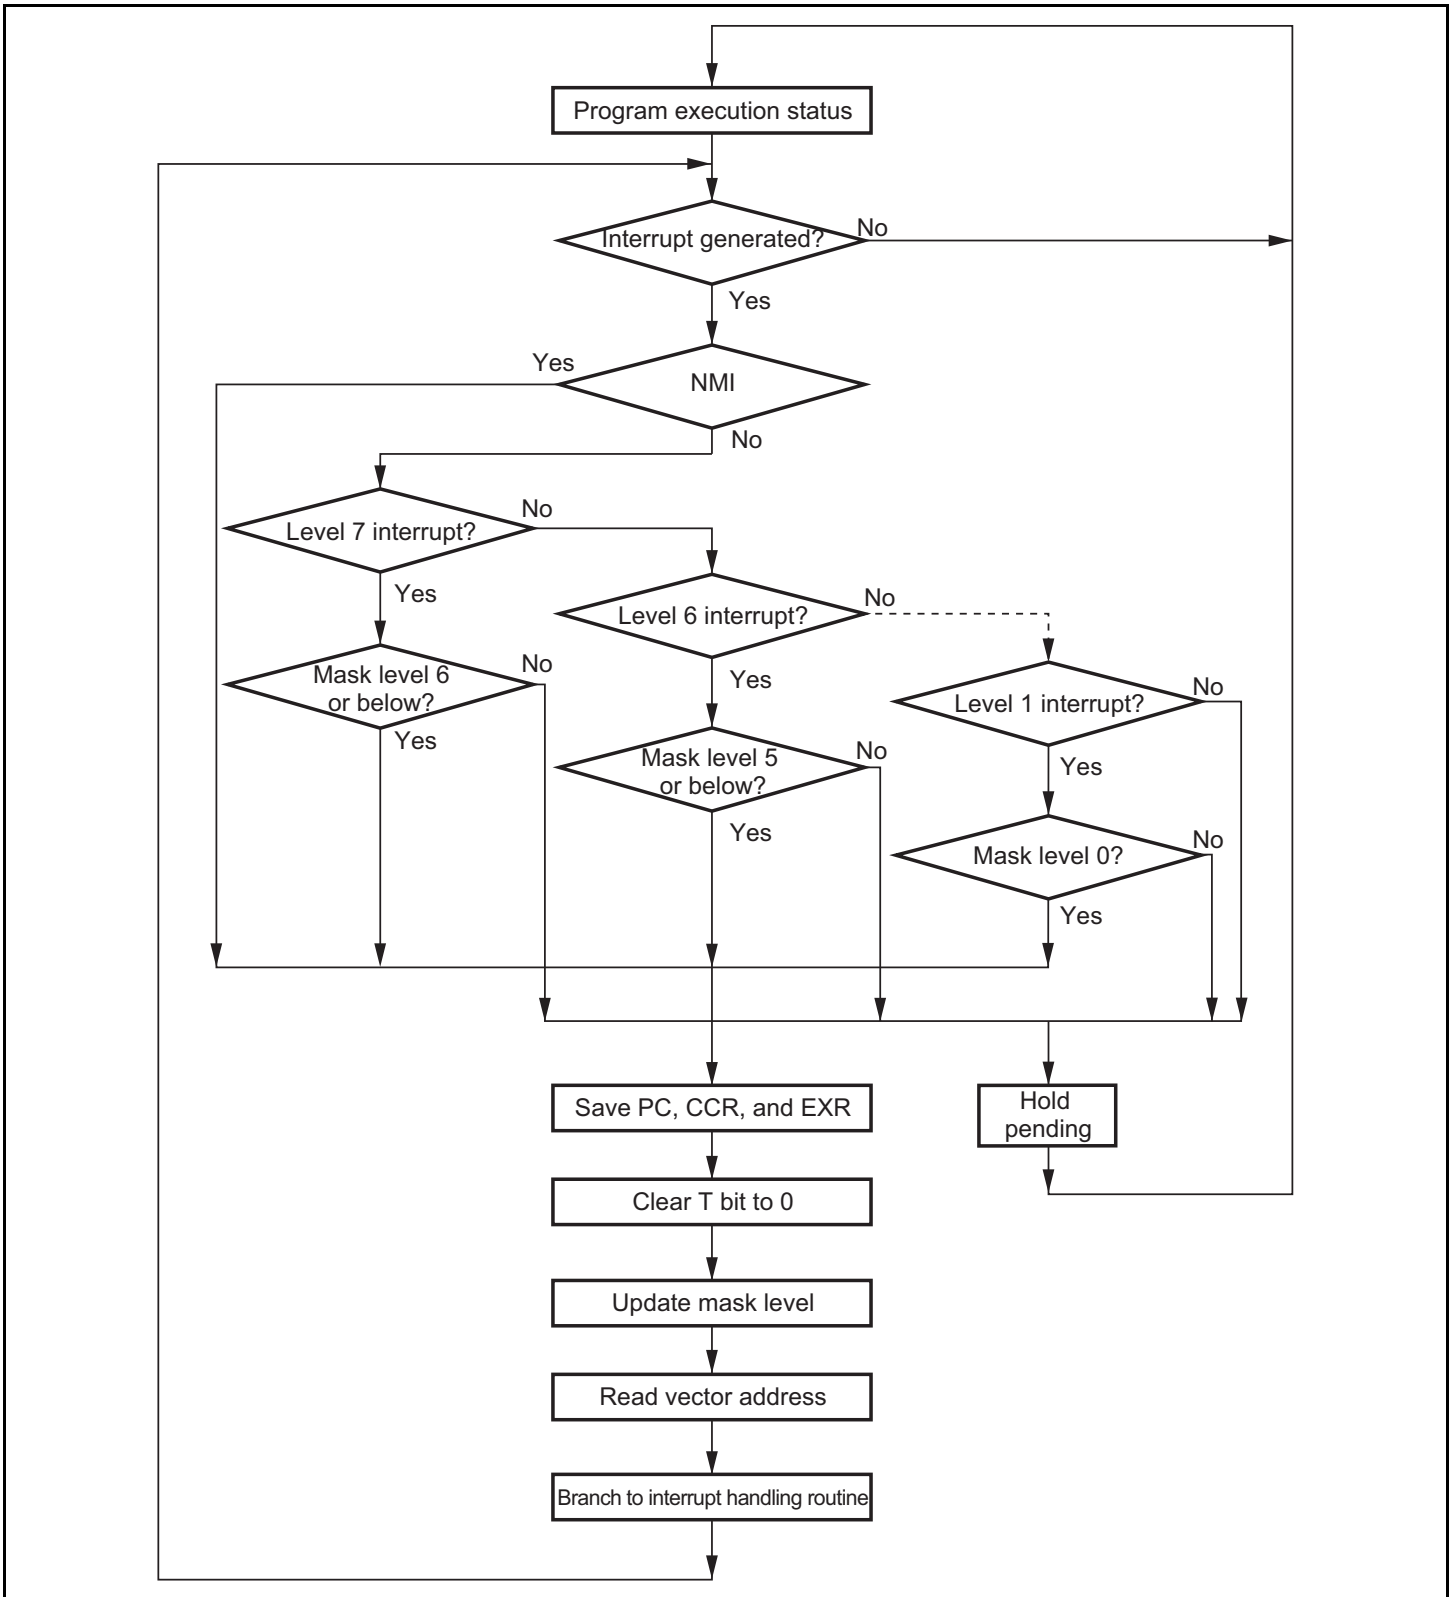 Program execution status
Interrupt generated?
No
Yes
Yes
NMI
No
Level 7 interrupt?
No
Yes
Level 6 interrupt?
No
Yes
Mask level 6
or below?
No
Yes
Level 1 interrupt?
No
Yes
Mask level 5
or below?
No
Yes
Mask level 0?
No
Yes
Save PC, CCR, and EXR
Hold
pending
Clear T bit to 0
Update mask level
Read vector address
Branch to interrupt handling routine